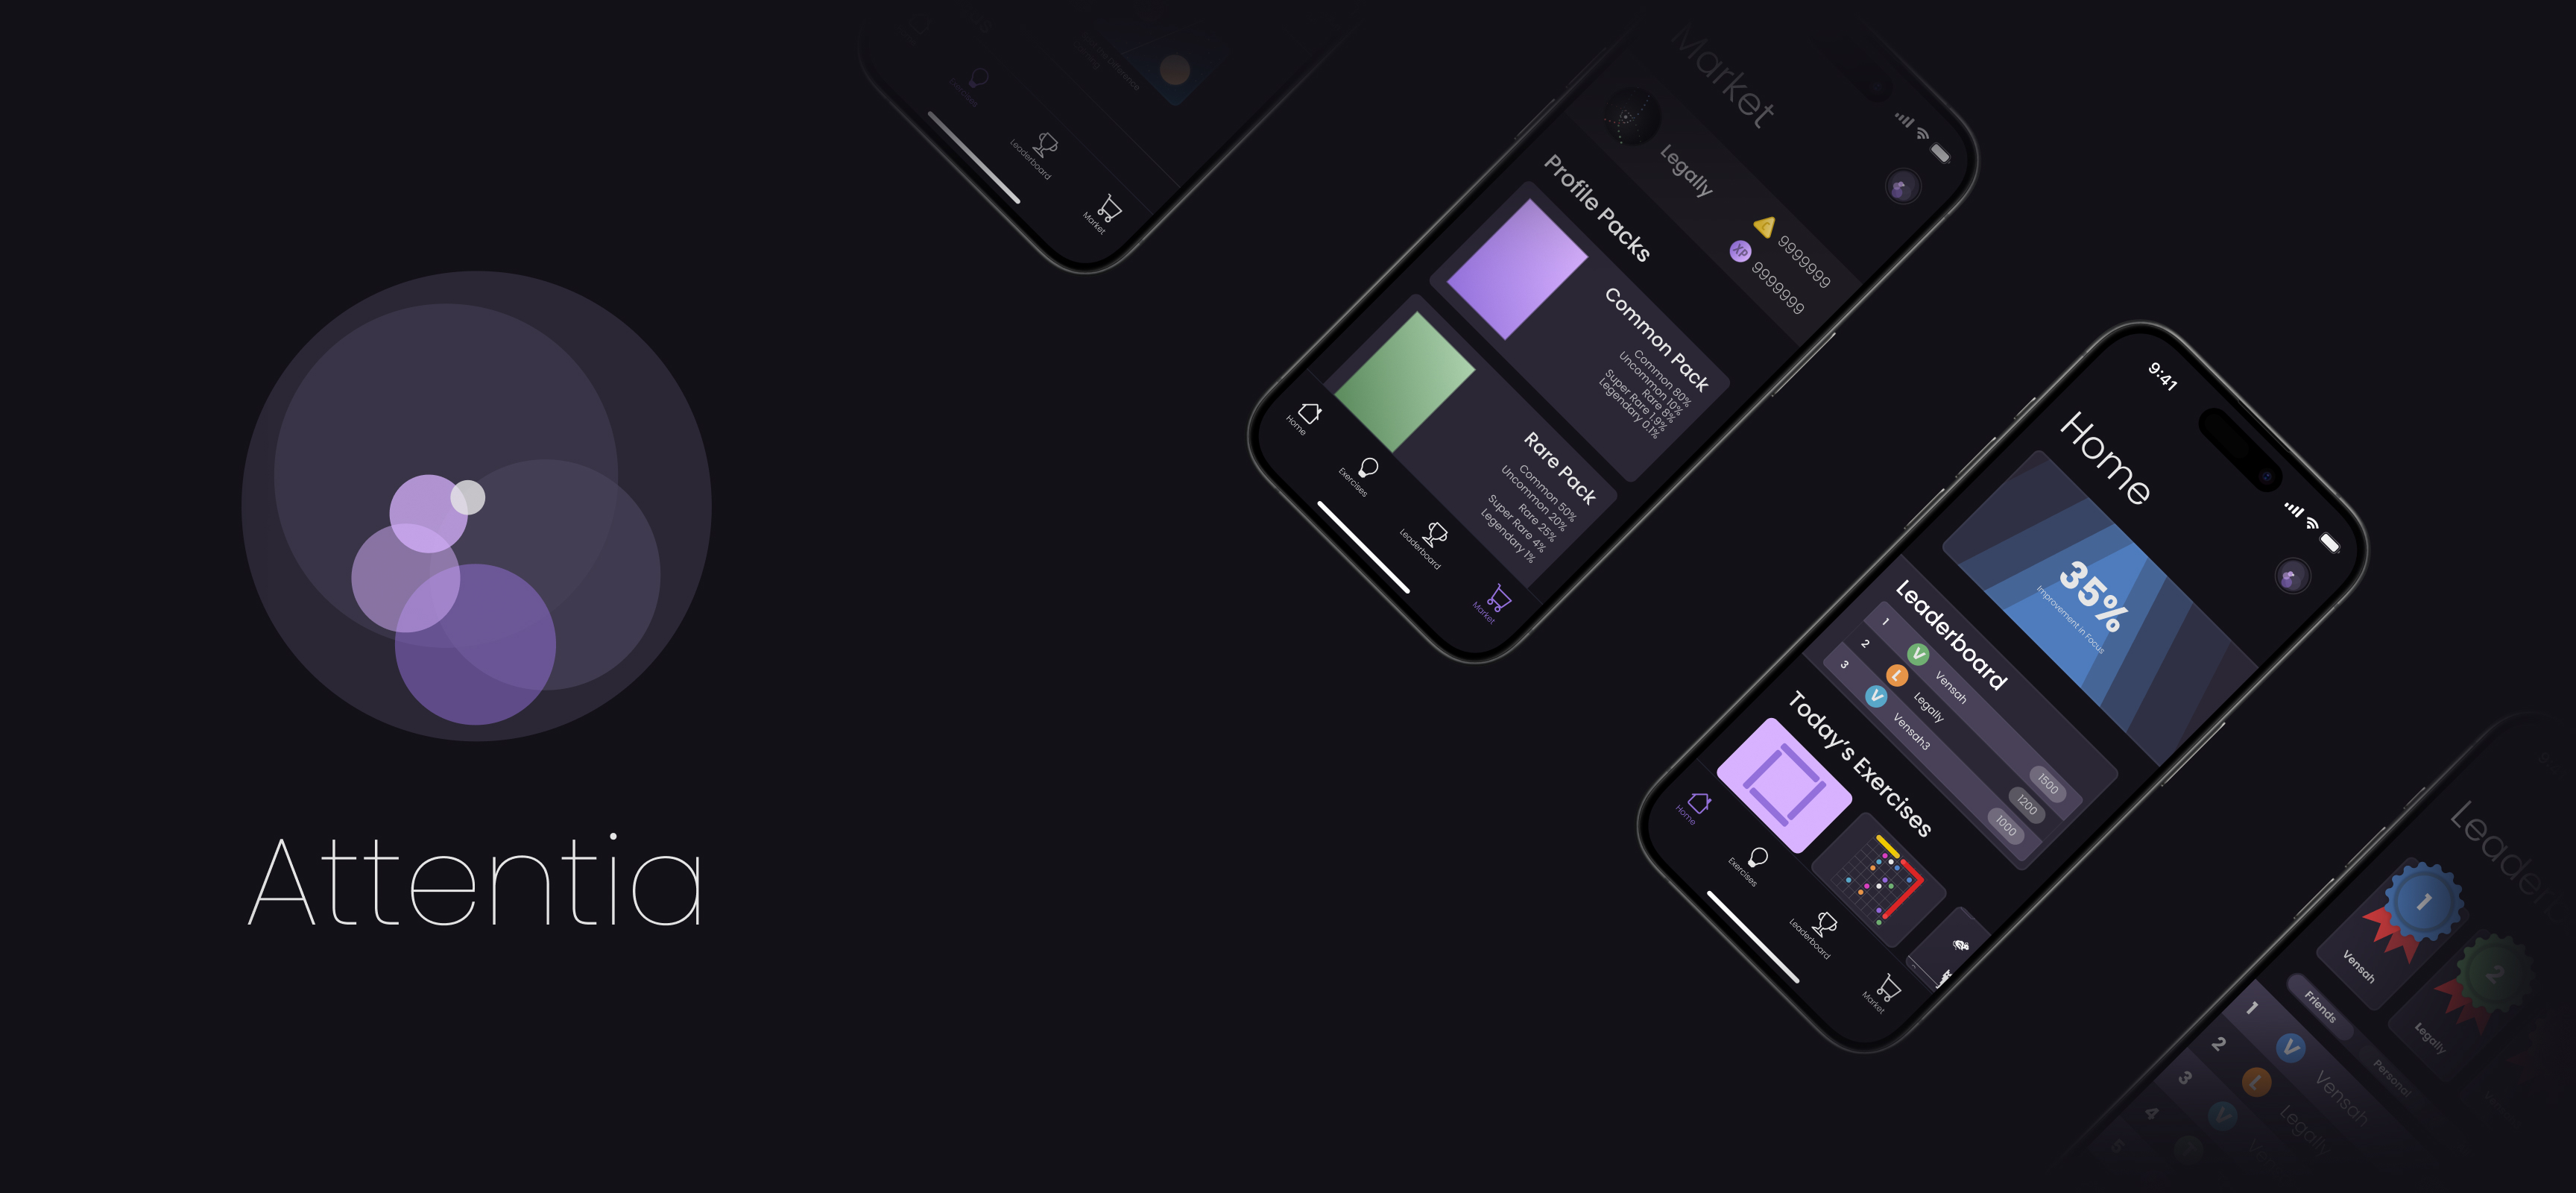 Attentia
Exercises
Leaderboard
Market
Market
Legally
9999999
XP
9999999
Profile Packs
Common Pack
Common 80%
Uncommon 10%
Rare 8%
Super Rare 1.9%
Legendary 0.1%
Rare Pack
Common 50%
Uncommon 20%
Rare 25%
Super Rare 4%
Legendary 1%
Home
Exercises
Leaderboard
Market
9:41
Home
35%
Improvement in Focus
Leaderboard
1 V Vensah 1500
2 L Legally 1200
3 V Vensah3 1000
Today's Exercises
Home
Exercises
Leaderboard
Market
Leader
1
Vensah
2
Legally
Friends
Personal
1 V Vensah
2 L Legally
3 V Ven
4
5